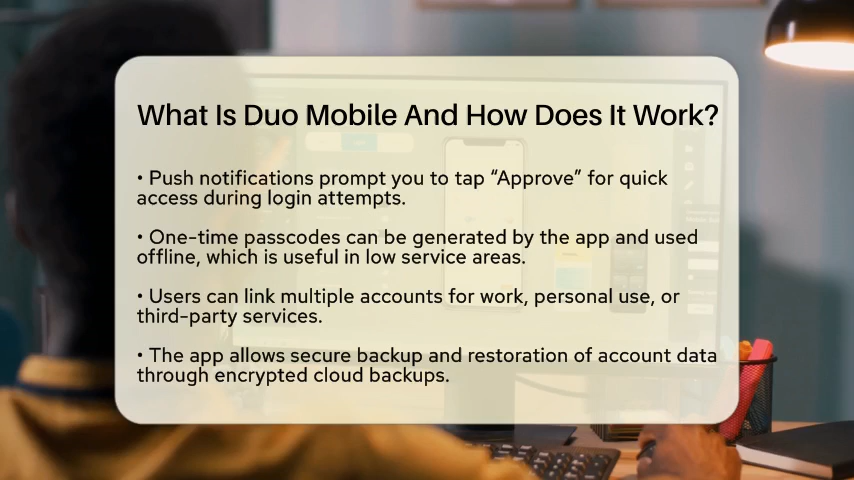 What Is Duo Mobile And How Does It Work?
• Push notifications prompt you to tap “Approve” for quick
access during login attempts.
• One-time passcodes can be generated by the app and used
offline, which is useful in low service areas.
• Users can link multiple accounts for work, personal use, or
third-party services.
• The app allows secure backup and restoration of account data
through encrypted cloud backups.